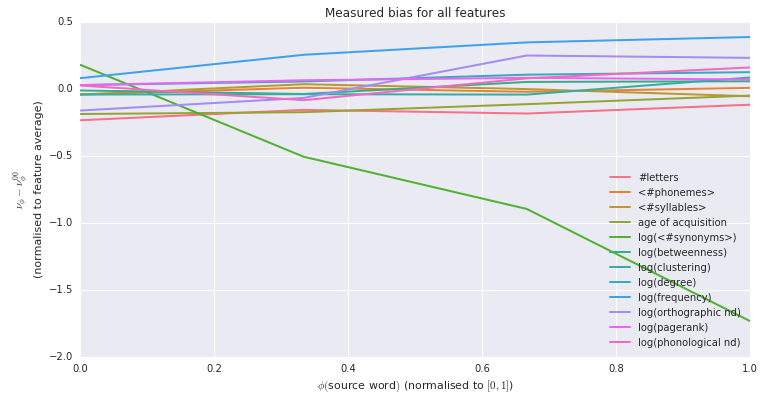 Measured bias for all features
0.5
0.0
−0.5
−1.0
−1.5
−2.0
ν_ϕ − ν_ϕ^00
(normalised to feature average)
#letters
<#phonemes>
<#syllables>
age of acquisition
log(<#synonyms>)
log(betweenness)
log(clustering)
log(degree)
log(frequency)
log(orthographic nd)
log(pagerank)
log(phonological nd)
0.0 0.2 0.4 0.6 0.8 1.0
ϕ(source word) (normalised to [0, 1])